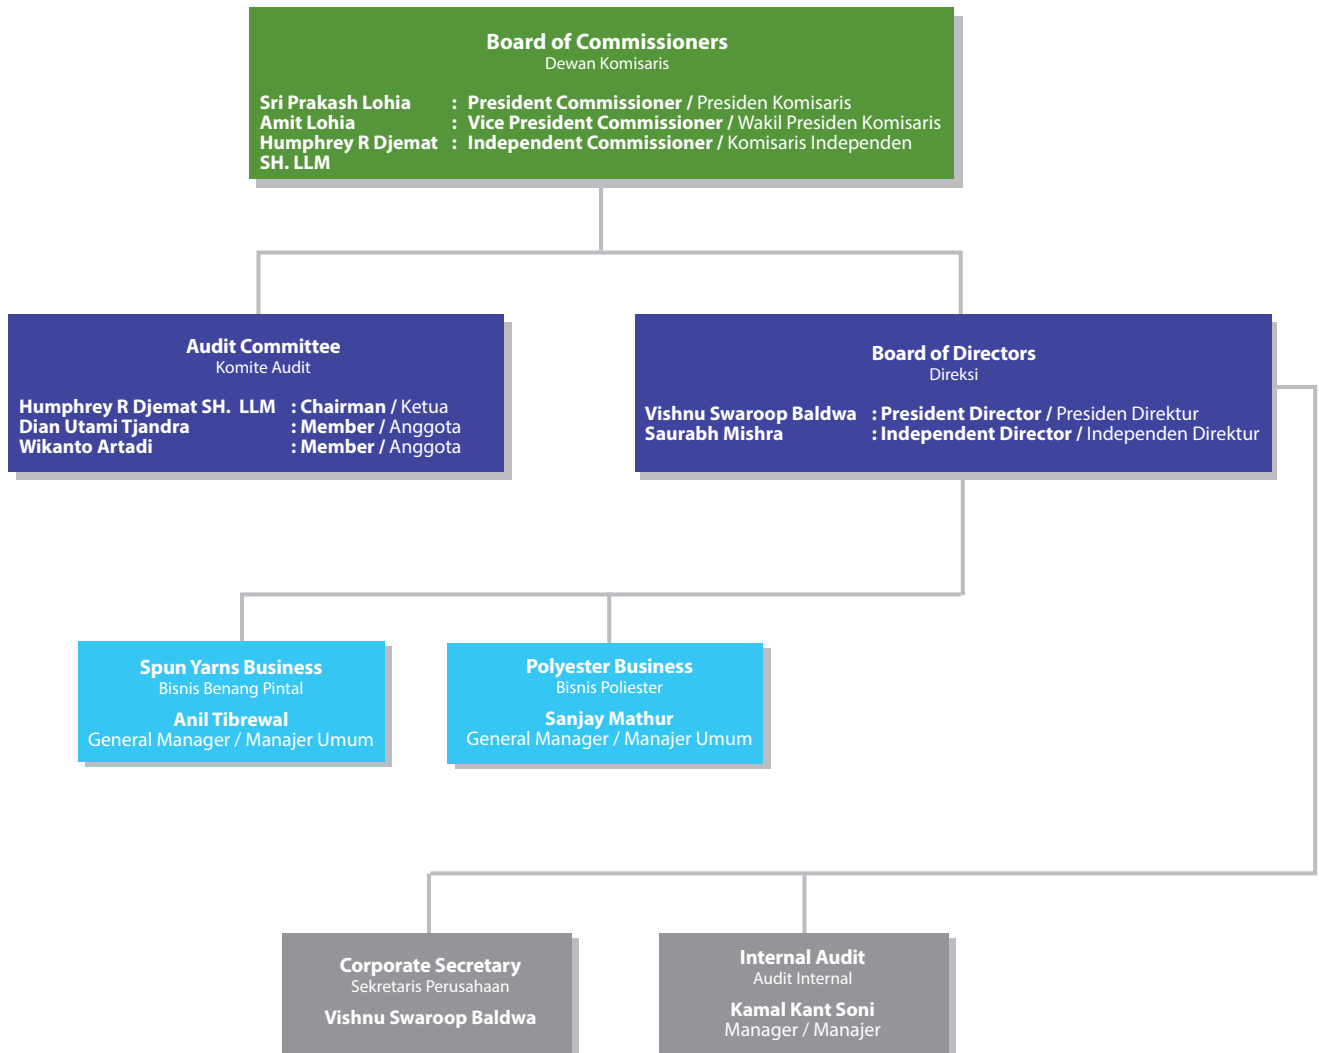 Board of Commissioners
Dewan Komisaris
Sri Prakash Lohia : President Commissioner / Presiden Komisaris
Amit Lohia : Vice President Commissioner / Wakil Presiden Komisaris
Humphrey R Djemat : Independent Commissioner / Komisaris Independen
SH. LLM
Audit Committee
Komite Audit
Humphrey R Djemat SH. LLM : Chairman / Ketua
Dian Utami Tjandra : Member / Anggota
Wikanto Artadi : Member / Anggota
Board of Directors
Direksi
Vishnu Swaroop Baldwa : President Director / Presiden Direktur
Saurabh Mishra : Independent Director / Independen Direktur
Spun Yarns Business
Bisnis Benang Pintal
Anil Tibrewal
General Manager / Manajer Umum
Polyester Business
Bisnis Poliester
Sanjay Mathur
General Manager / Manajer Umum
Corporate Secretary
Sekretaris Perusahaan
Vishnu Swaroop Baldwa
Internal Audit
Audit Internal
Kamal Kant Soni
Manager / Manajer